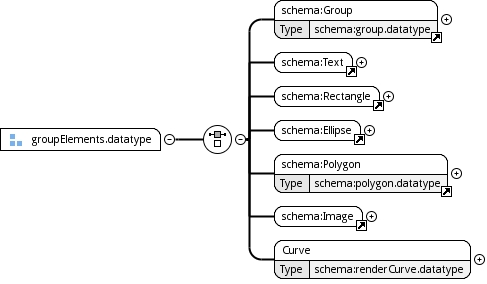 schema:Group
Type schema:group.datatype
schema:Text
schema:Rectangle
schema:Ellipse
groupElements.datatype
schema:Polygon
Type schema:polygon.datatype
schema:Image
Curve
Type schema:renderCurve.datatype